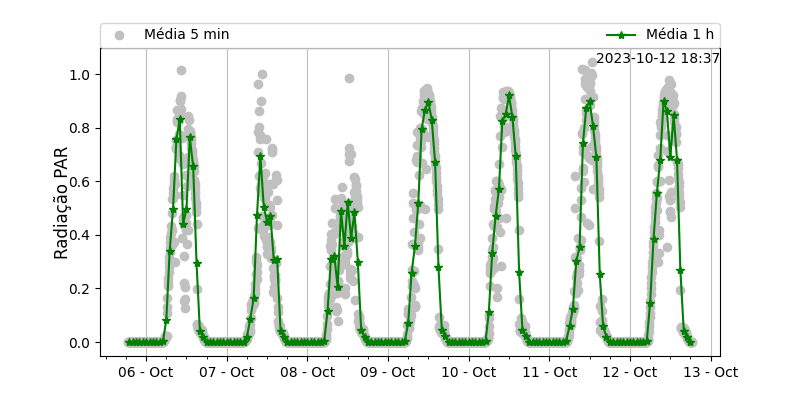 Média 5 min
Média 1 h
2023-10-12 18:37
1.0
0.8
0.6
0.4
0.2
0.0
Radiação PAR
06 - Oct
07 - Oct
08 - Oct
09 - Oct
10 - Oct
11 - Oct
12 - Oct
13 - Oct